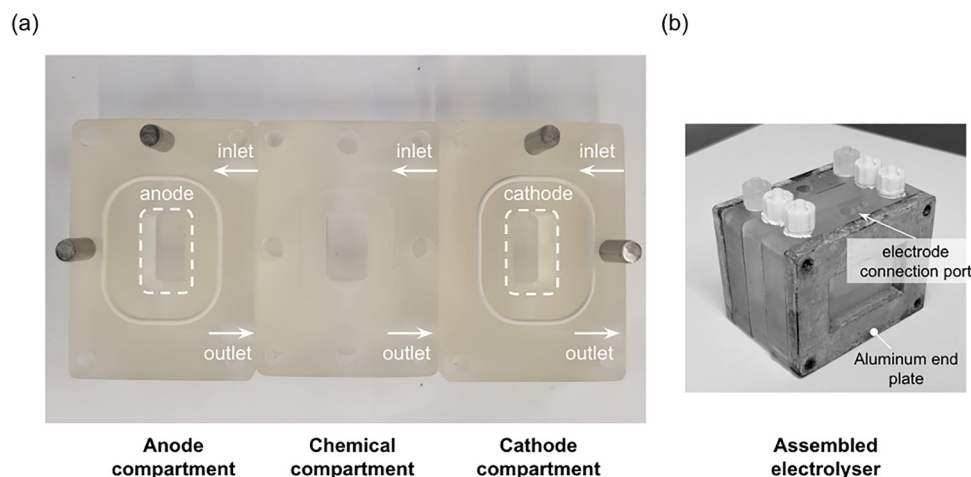 (a)
(b)
inlet
inlet
inlet
anode
cathode
outlet
outlet
outlet
electrode
connection port
Aluminum end
plate
Anode
compartment
Chemical
compartment
Cathode
compartment
Assembled
electrolyser